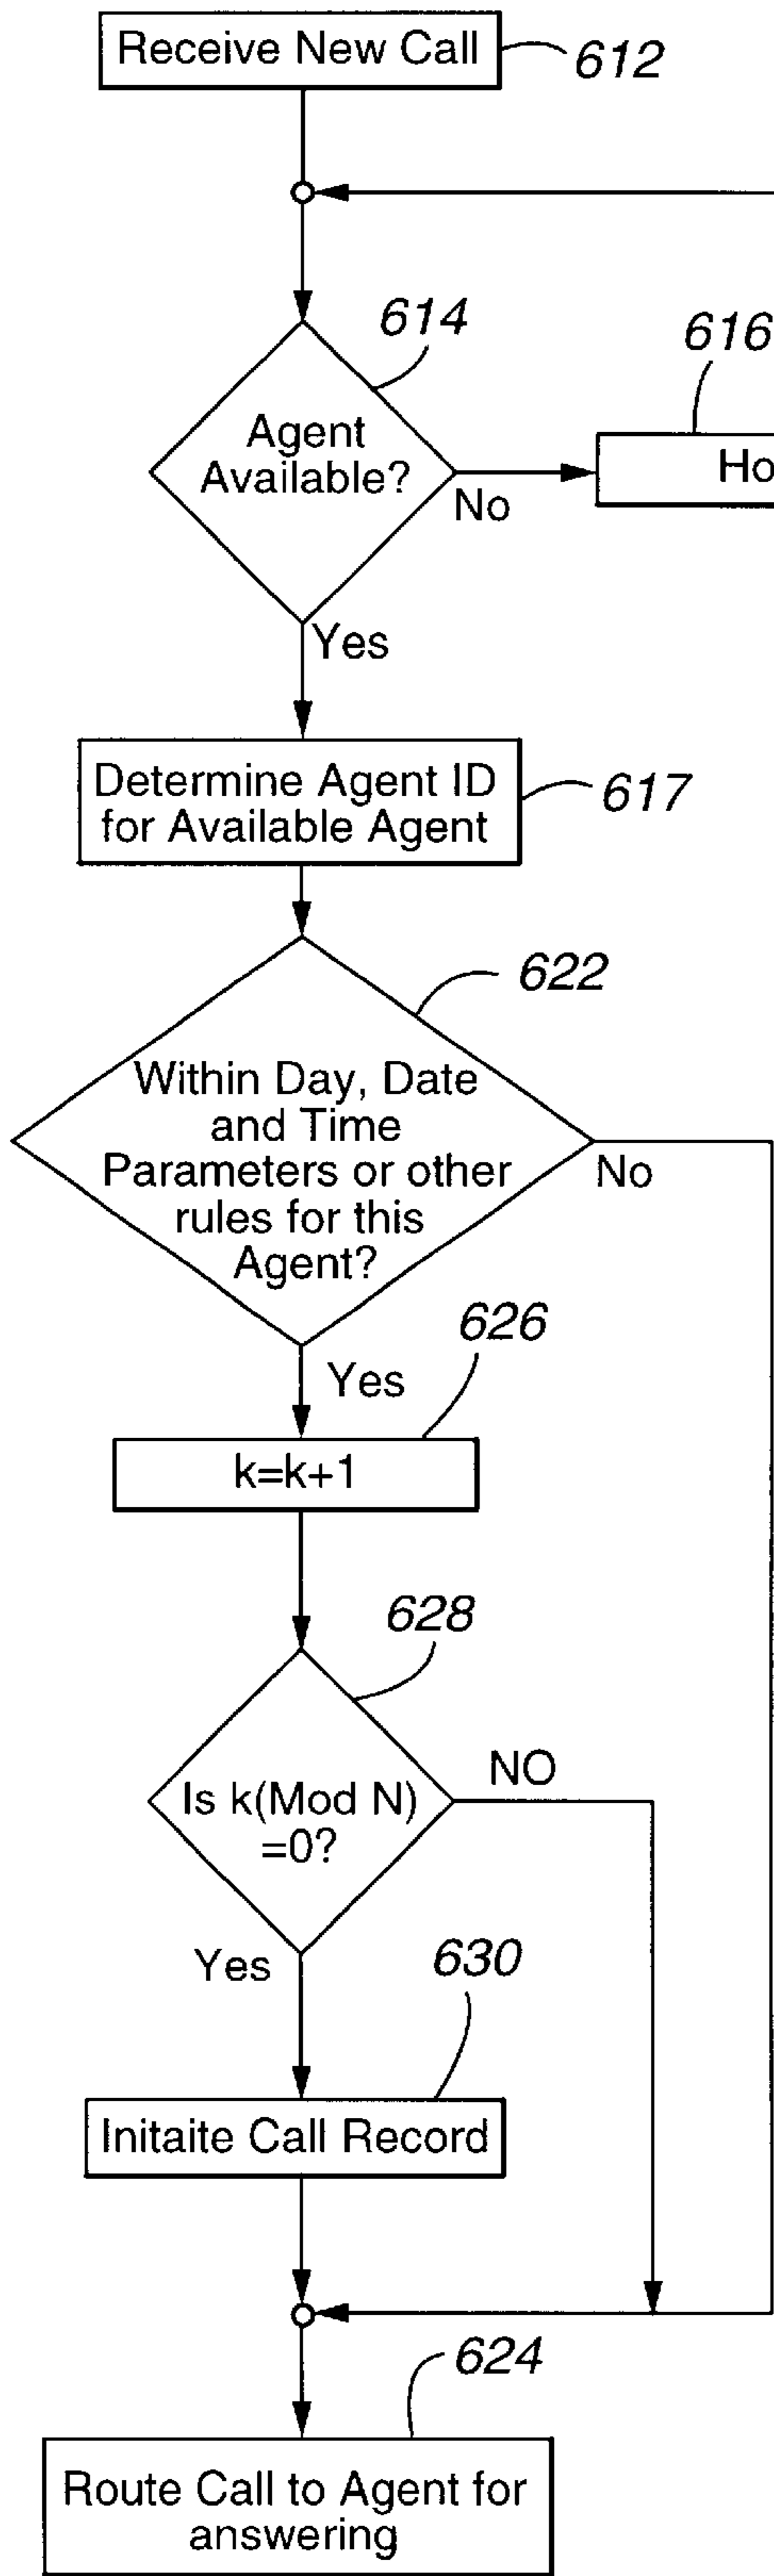 Receive New Call
612
614
616
Agent
Available?
No
Ho
Yes
Determine Agent ID
for Available Agent
617
622
Within Day, Date
and Time
Parameters or other
rules for this
Agent?
No
626
Yes
k=k+1
628
NO
Is k(Mod N)
=0?
Yes
630
Initaite Call Record
624
Route Call to Agent for
answering